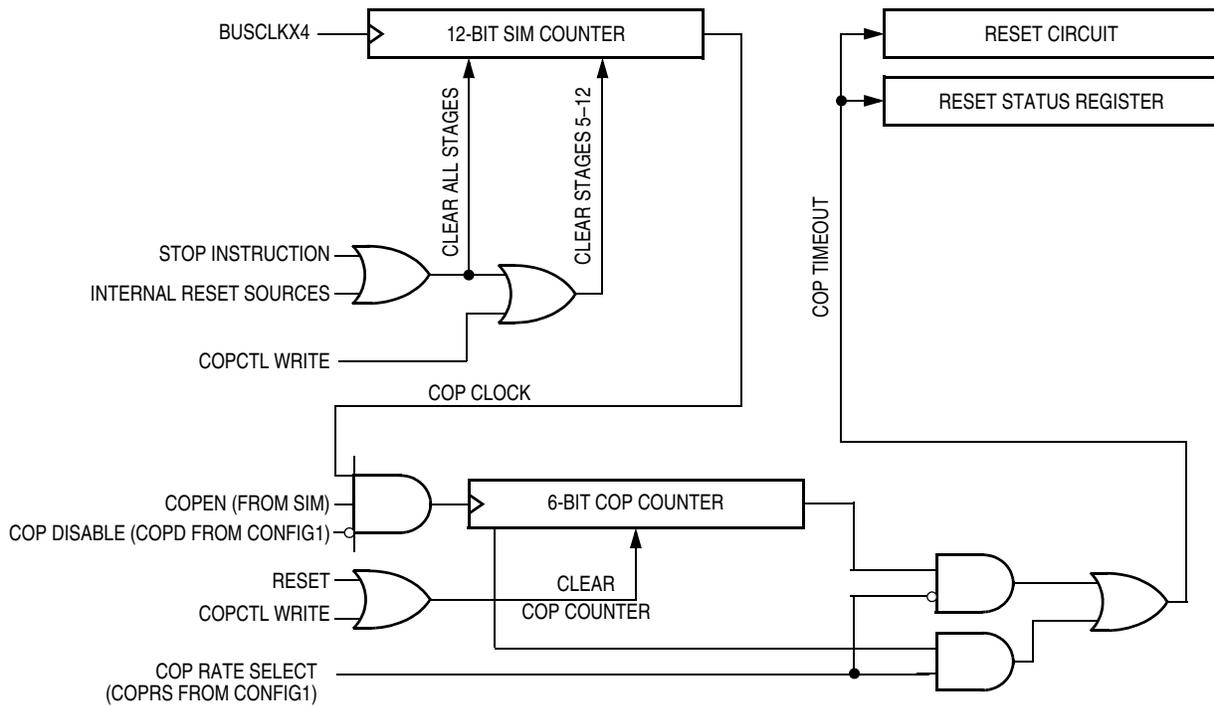 BUSCLKX4
12-BIT SIM COUNTER
RESET CIRCUIT
RESET STATUS REGISTER
CLEAR ALL STAGES
CLEAR STAGES 5–12
COP TIMEOUT
STOP INSTRUCTION
INTERNAL RESET SOURCES
COPCTL WRITE
COP CLOCK
COPEN (FROM SIM)
6-BIT COP COUNTER
COP DISABLE (COPD FROM CONFIG1)
RESET
CLEAR
COPCTL WRITE
COP COUNTER
COP RATE SELECT
(COPRS FROM CONFIG1)